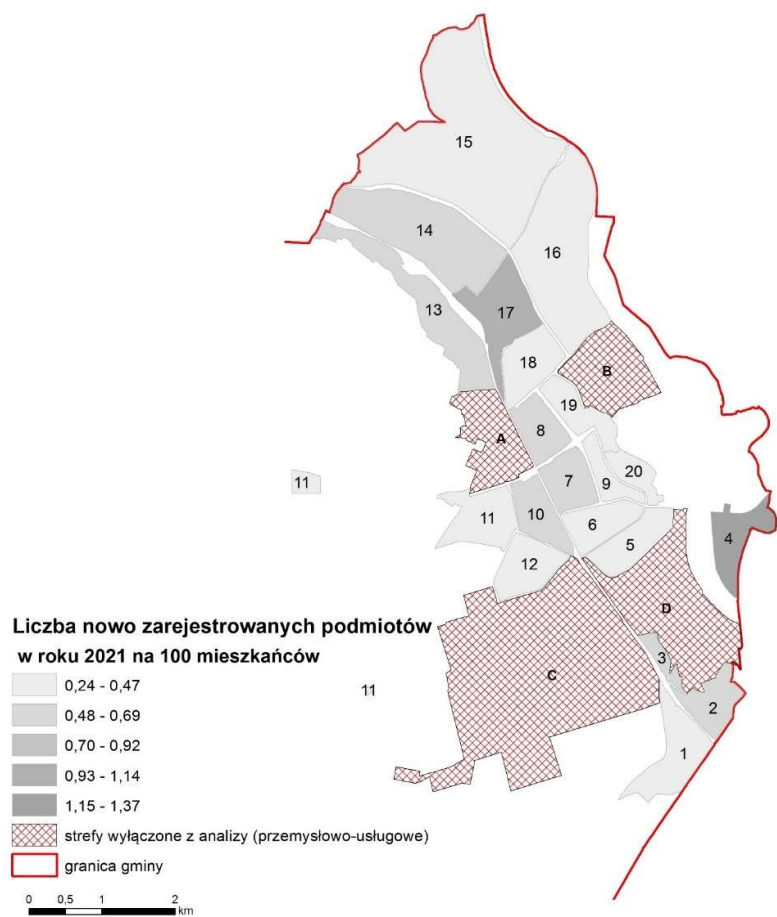 15
14
16
13
17
18
B
19
A
8
20
11
7
9
11
10
6
4
5
12
D
3
C
2
1
11
Liczba nowo zarejestrowanych podmiotów
w roku 2021 na 100 mieszkańców
0,24 - 0,47
0,48 - 0,69
0,70 - 0,92
0,93 - 1,14
1,15 - 1,37
strefy wyłączone z analizy (przemysłowo-usługowe)
granica gminy
0 0,5 1 2
km